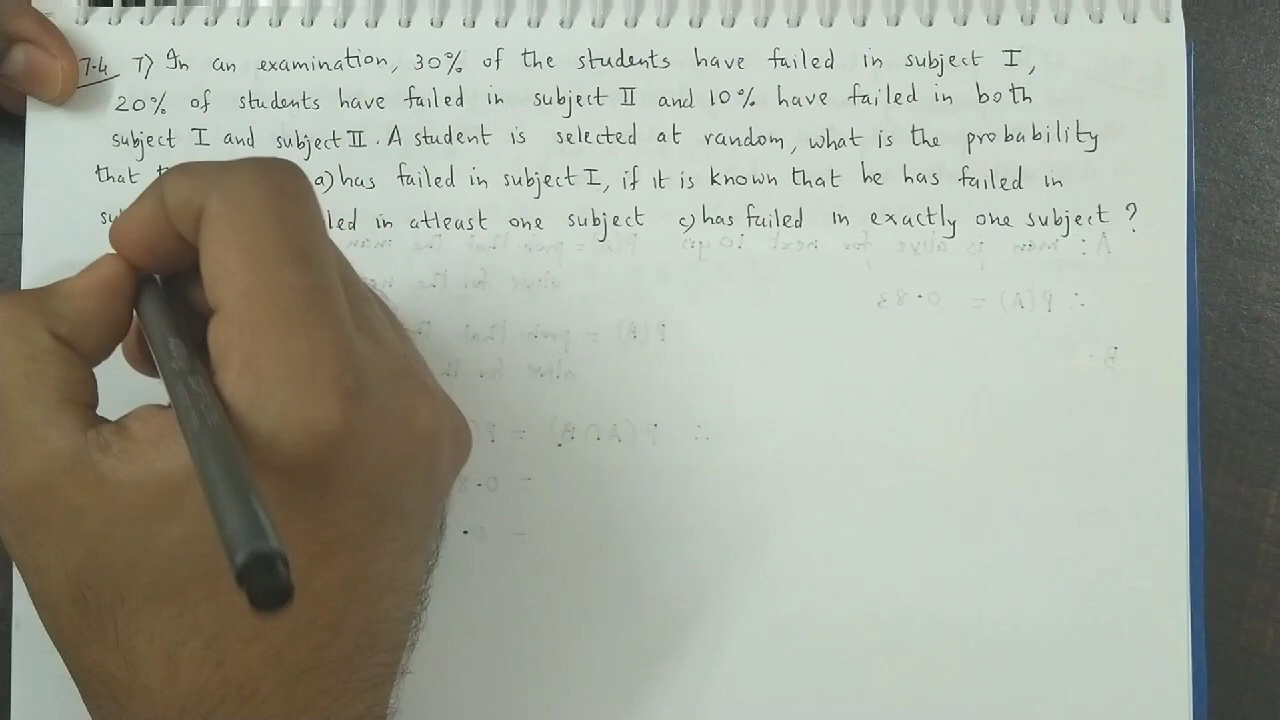 7.4 7) In an examination, 30% of the students have failed in subject I,
20% of students have failed in subject II and 10% have failed in both
subject I and subject II. A student is selected at random, what is the probability
that a) has failed in subject I, if it is known that he has failed in
in atleast one subject c) has failed in exactly one subject ?